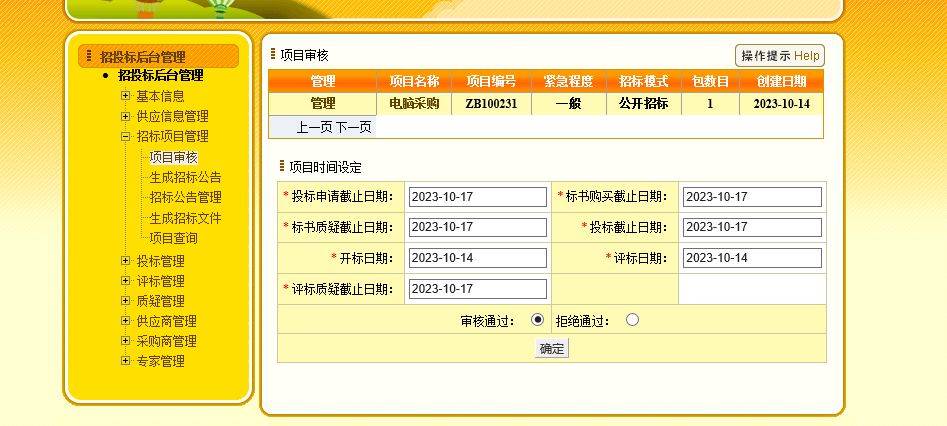 招投标后台管理
招投标后台管理
基本信息
供应信息管理
招标项目管理
项目审核
生成招标公告
招标公告管理
生成招标文件
项目查询
投标管理
评标管理
质疑管理
供应商管理
采购商管理
专家管理
项目审核
操作提示 Help
管理 项目名称 项目编号 紧急程度 招标模式 包数目 创建日期
管理 电脑采购 ZB100231 一般 公开招标 1 2023-10-14
上一页 下一页
项目时间设定
*投标申请截止日期: 2023-10-17 *标书购买截止日期: 2023-10-17
*标书质疑截止日期: 2023-10-17 *投标截止日期: 2023-10-17
*开标日期: 2023-10-14 *评标日期: 2023-10-14
*评标质疑截止日期: 2023-10-17
审核通过: 拒绝通过:
确定